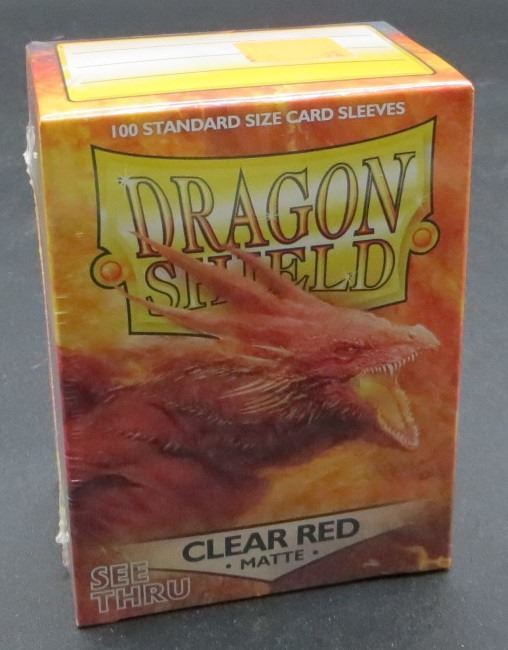 100 STANDARD SIZE CARD SLEEVES
DRAGON
SHIELD
CLEAR RED
• MATTE •
SEE
THRU